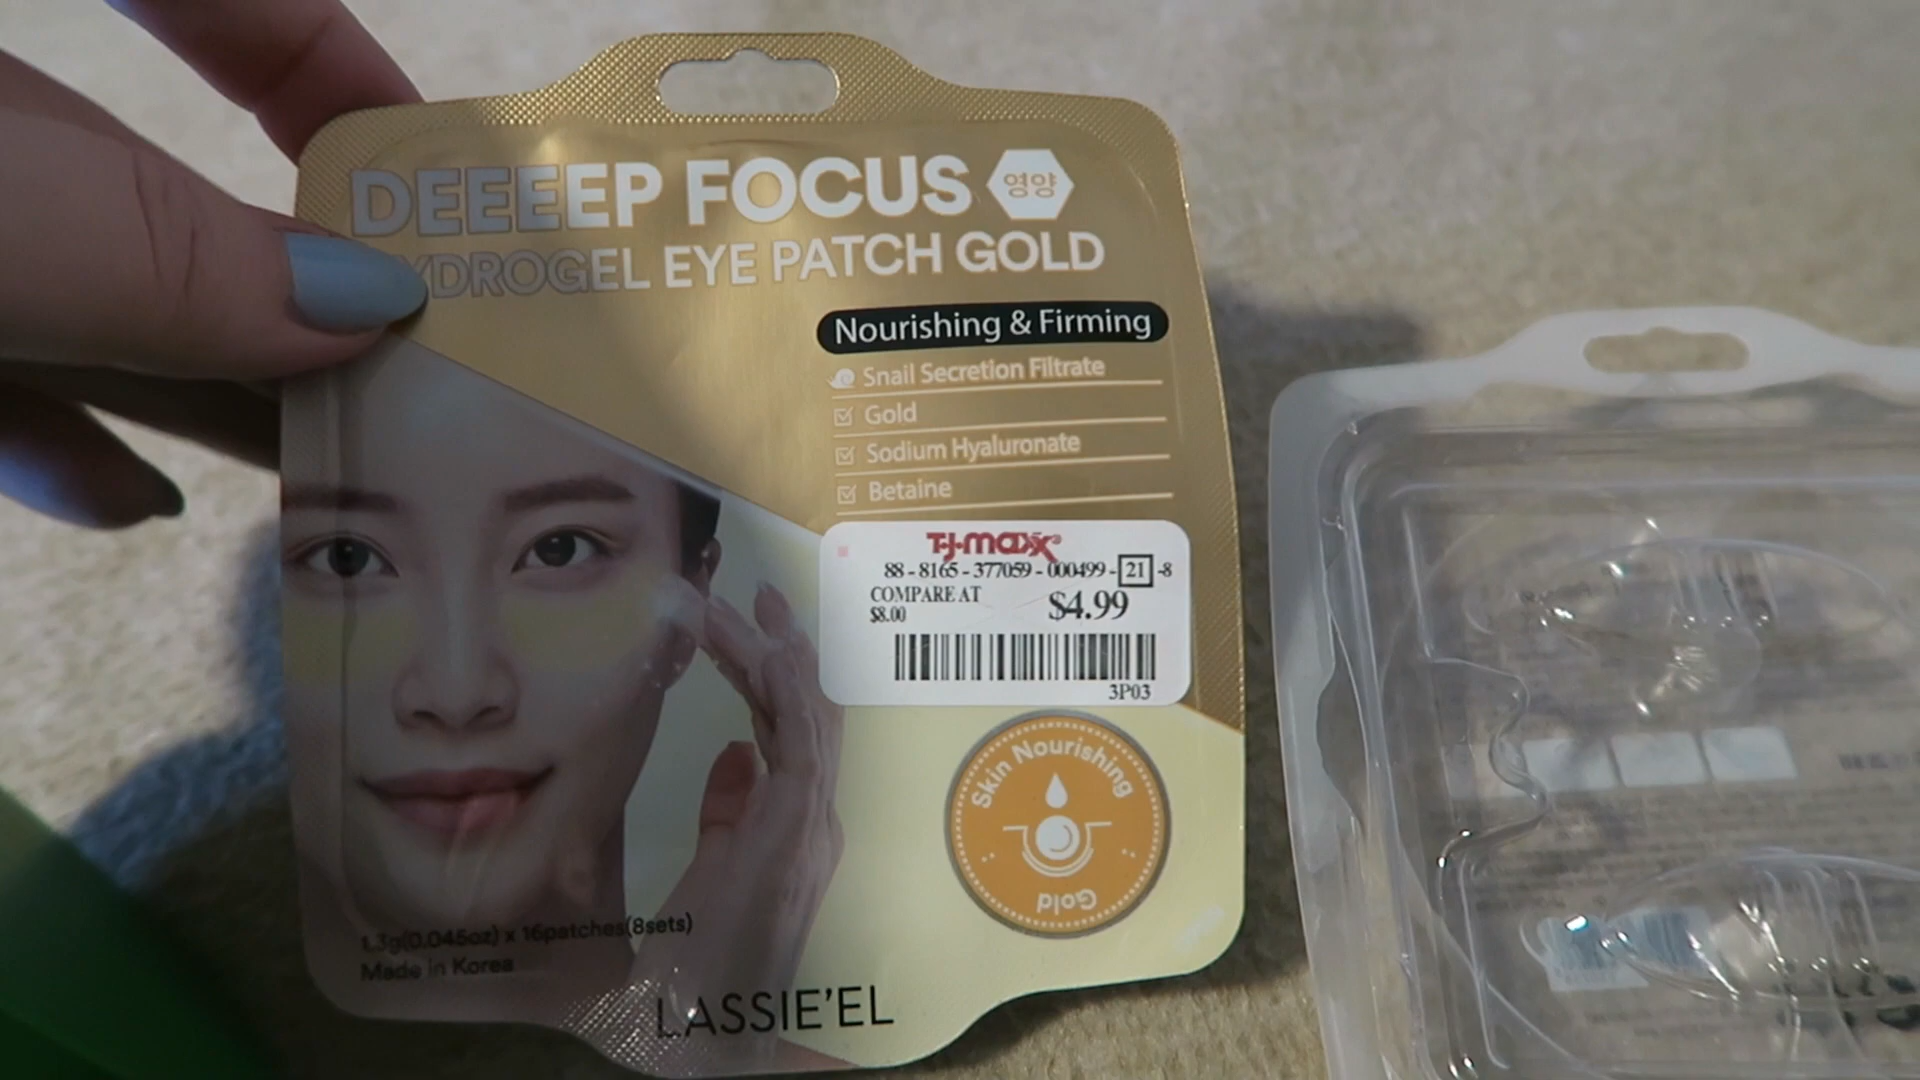 DEEEEP FOCUS 영양
YDROGEL EYE PATCH GOLD
Nourishing & Firming
Snail Secretion Filtrate
Gold
Sodium Hyaluronate
Betaine
T·J·maxx
88 - 8165 - 377059 - 000499 - 21 -8
COMPARE AT
$8.00
$4.99
3P03
Skin Nourishing
Gold
1.3g(0.045oz) x 16patches(8sets)
Made in Korea
LASSIE'EL